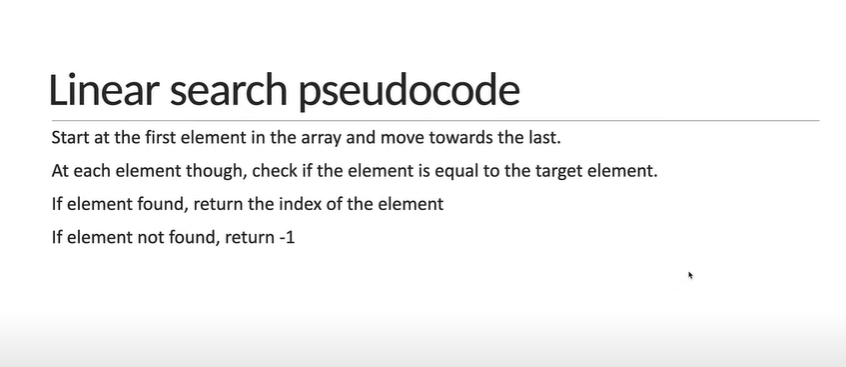 Linear search pseudocode
Start at the first element in the array and move towards the last.
At each element though, check if the element is equal to the target element.
If element found, return the index of the element
If element not found, return -1